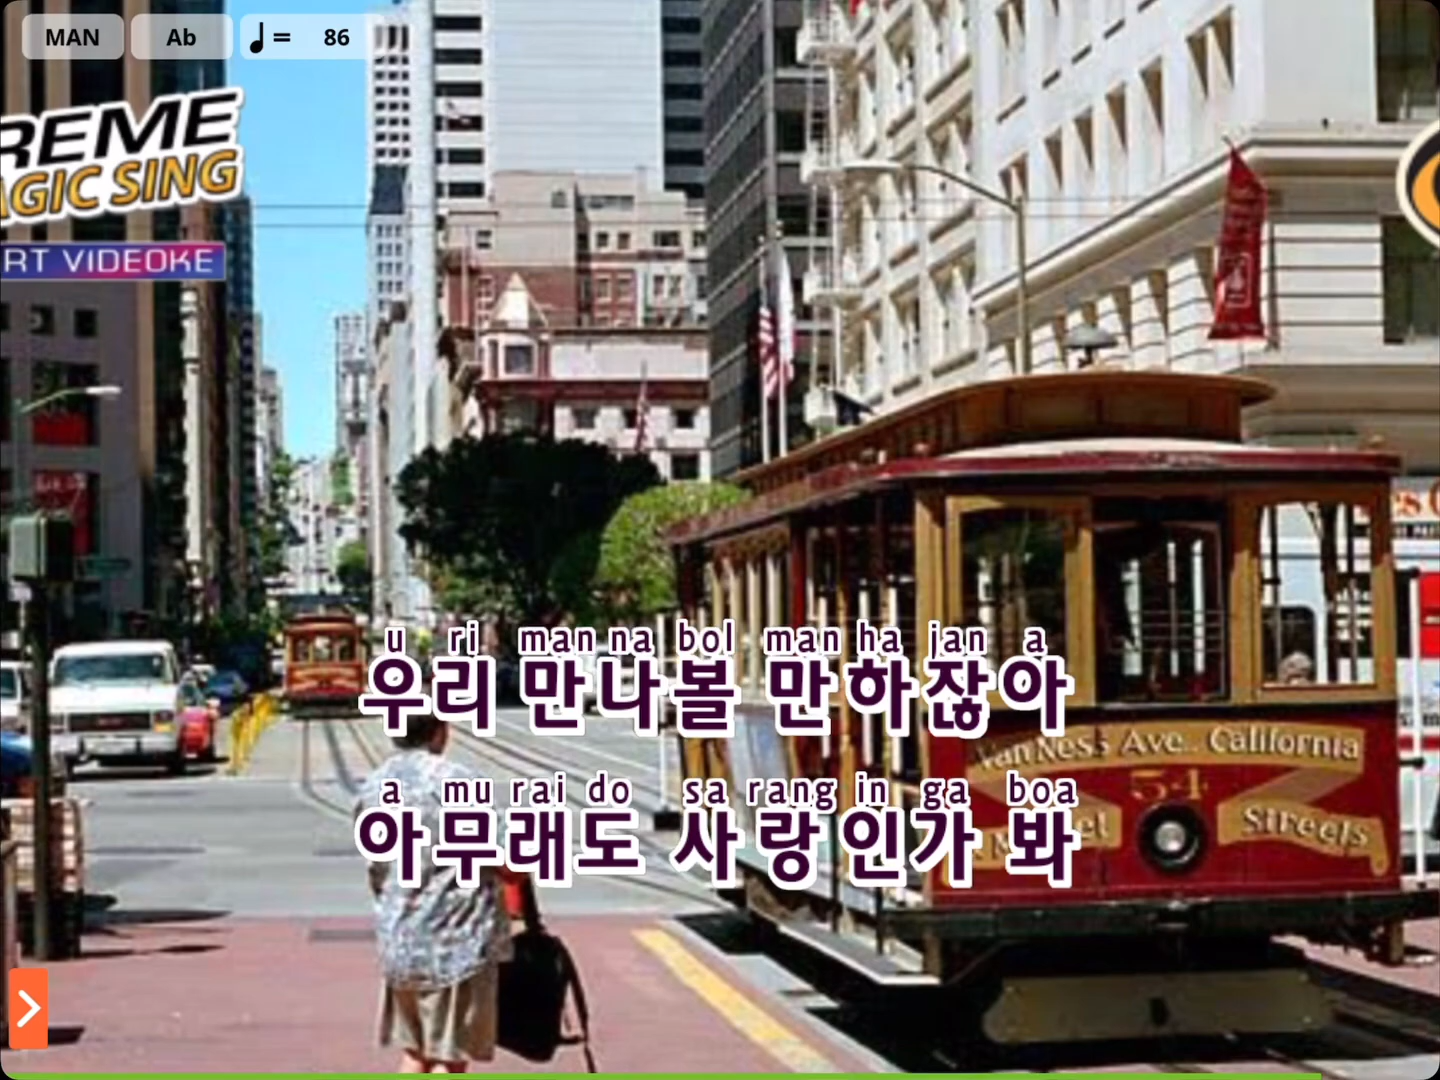 MAN Ab ♩= 86
REME
AGIC SING
RT VIDEOKE
u ri man na bol man ha jan a
우리 만나볼 만하잖아
a mu rai do sa rang in ga boa
아무래도 사랑인가 봐
Van Ness Ave. California
54
Market Streets